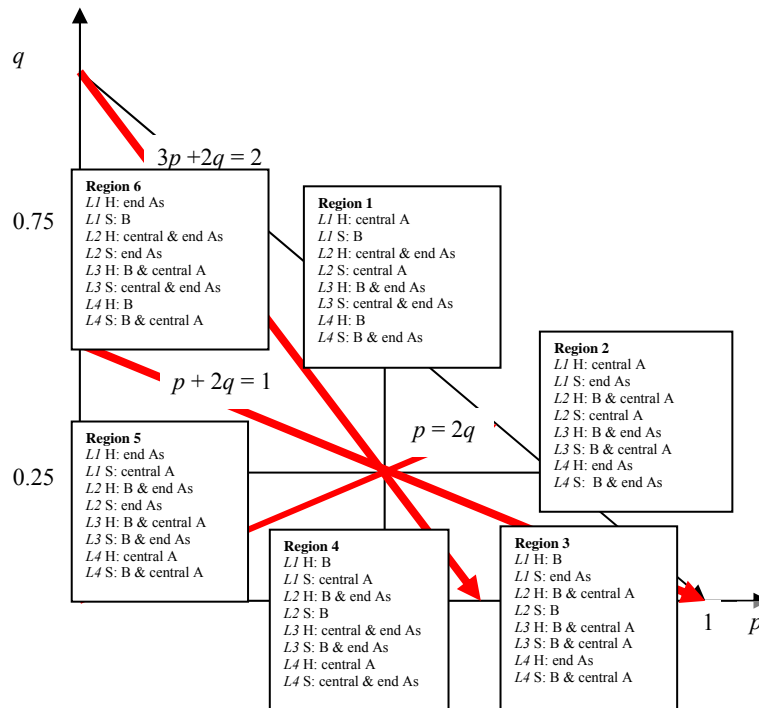 q
3p +2q = 2
Region 6
L1 H: end As
L1 S: B
L2 H: central & end As
L2 S: end As
L3 H: B & central A
L3 S: central & end As
L4 H: B
L4 S: B & central A
Region 1
L1 H: central A
L1 S: B
L2 H: central & end As
L2 S: central A
L3 H: B & end As
L3 S: central & end As
L4 H: B
L4 S: B & end As
0.75
Region 2
L1 H: central A
L1 S: end As
L2 H: B & central A
L2 S: central A
L3 H: B & end As
L3 S: B & central A
L4 H: end As
L4 S: B & end As
p + 2q = 1
p = 2q
Region 5
L1 H: end As
L1 S: central A
L2 H: B & end As
L2 S: end As
L3 H: B & central A
L3 S: B & end As
L4 H: central A
L4 S: B & central A
0.25
Region 4
L1 H: B
L1 S: central A
L2 H: B & end As
L2 S: B
L3 H: central & end As
L3 S: B & end As
L4 H: central A
L4 S: central & end As
Region 3
L1 H: B
L1 S: end As
L2 H: B & central A
L2 S: B
L3 H: B & central A
L3 S: B & central A
L4 H: end As
L4 S: B & central A
1
p